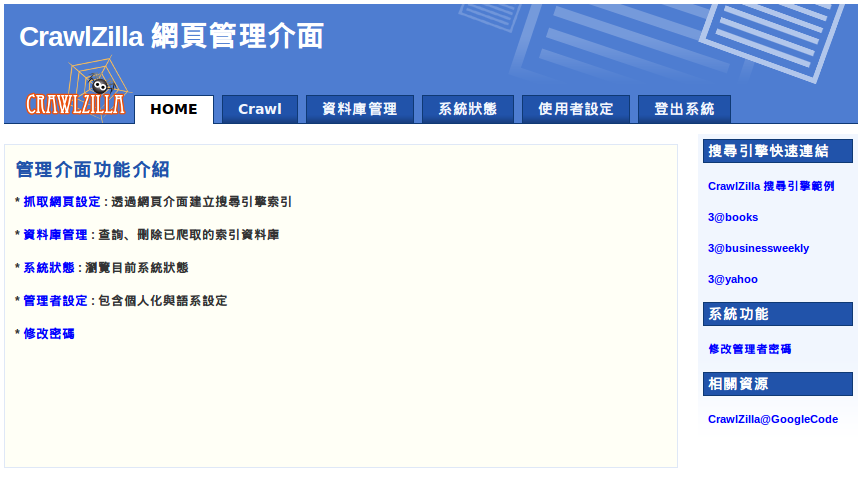 CrawlZilla 網頁管理介面
CRAWLZILLA
HOME Crawl 資料庫管理 系統狀態 使用者設定 登出系統
管理介面功能介紹
* 抓取網頁設定 : 透過網頁介面建立搜尋引擎索引
* 資料庫管理 : 查詢、刪除已爬取的索引資料庫
* 系統狀態 : 瀏覽目前系統狀態
* 管理者設定 : 包含個人化與語系設定
* 修改密碼
搜尋引擎快速連結
CrawlZilla 搜尋引擎範例
3@books
3@businessweekly
3@yahoo
系統功能
修改管理者密碼
相關資源
CrawlZilla@GoogleCode